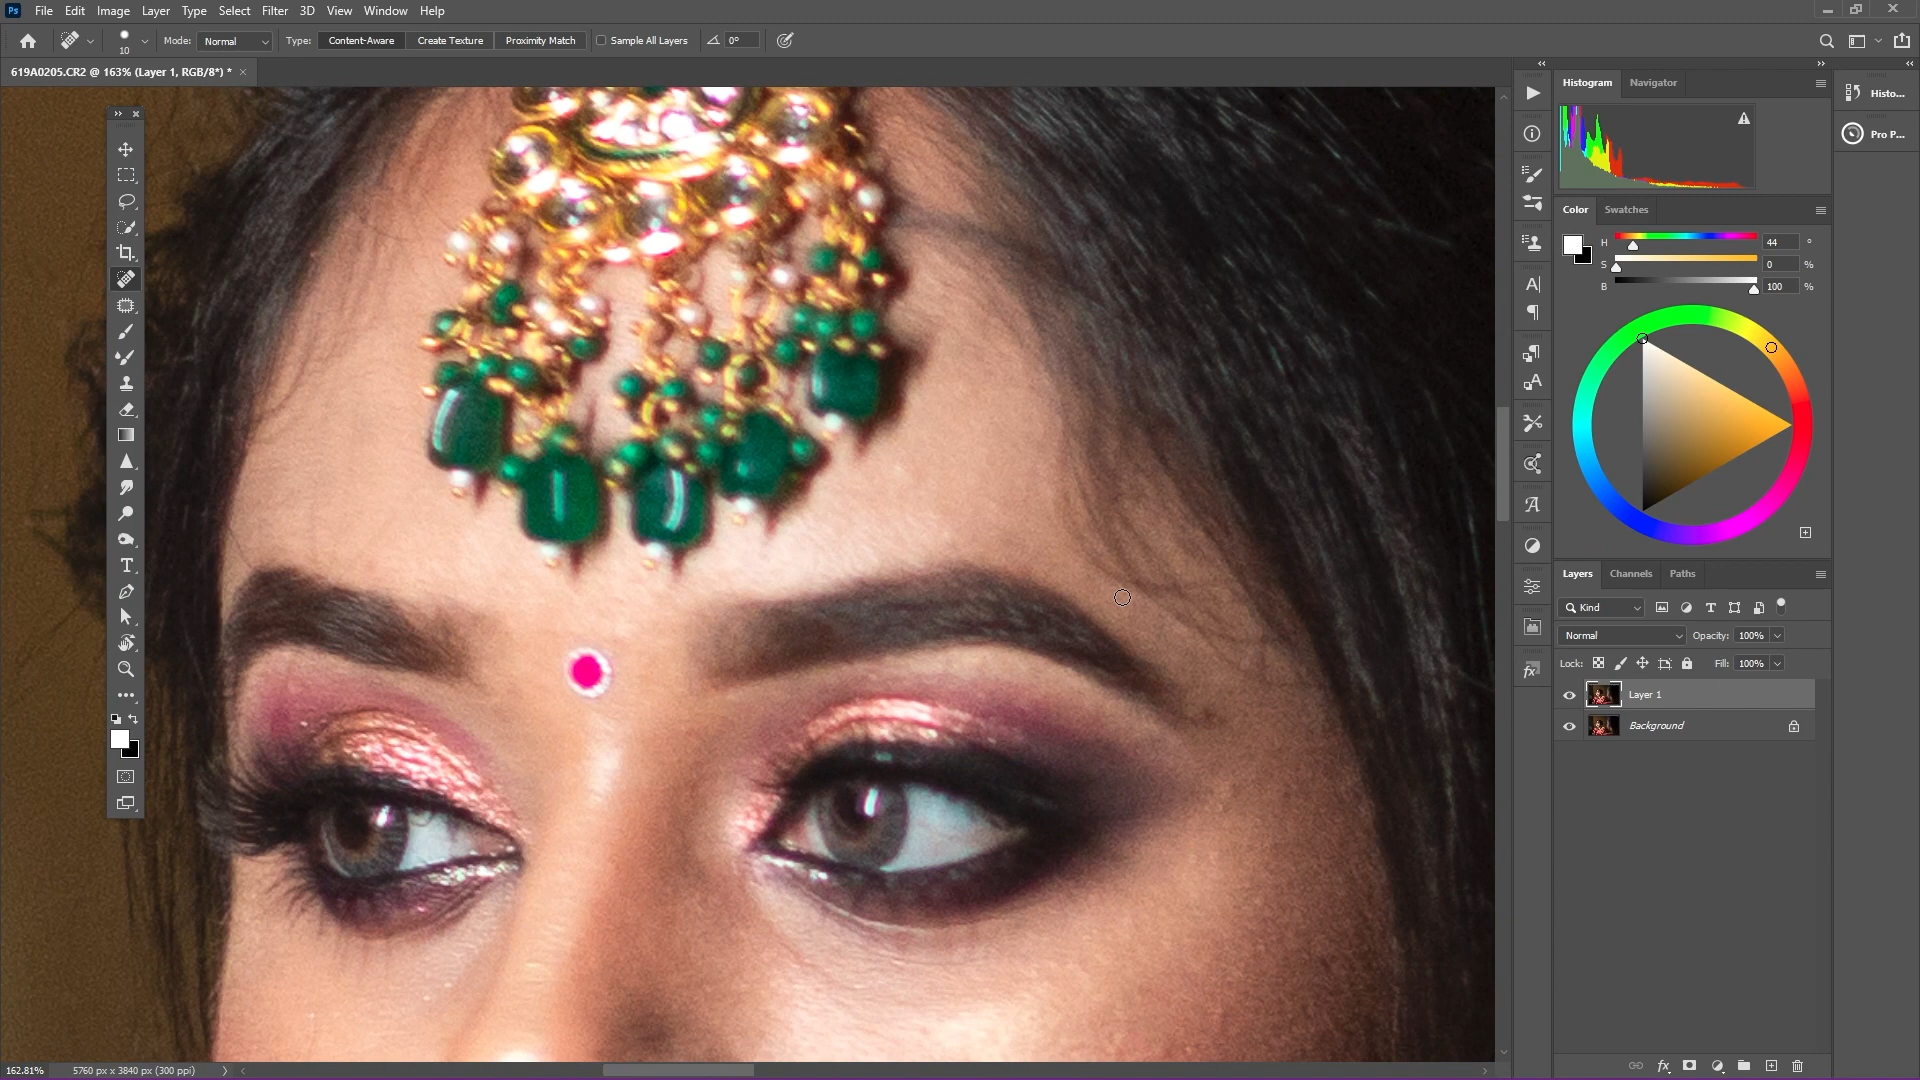 Ps File Edit Image Layer Type Select Filter 3D View Window Help
10 Mode: Normal Type: Content-Aware Create Texture Proximity Match Sample All Layers 0°
619A0205.CR2 @ 163% (Layer 1, RGB/8*) * ×
Histogram Navigator
Histo...
Pro P...
Color Swatches
H 44 °
S 0 %
B 100 %
Layers Channels Paths
Kind
Normal Opacity: 100%
Lock: Fill: 100%
Layer 1
Background
162.81% 5760 px x 3840 px (300 ppi)